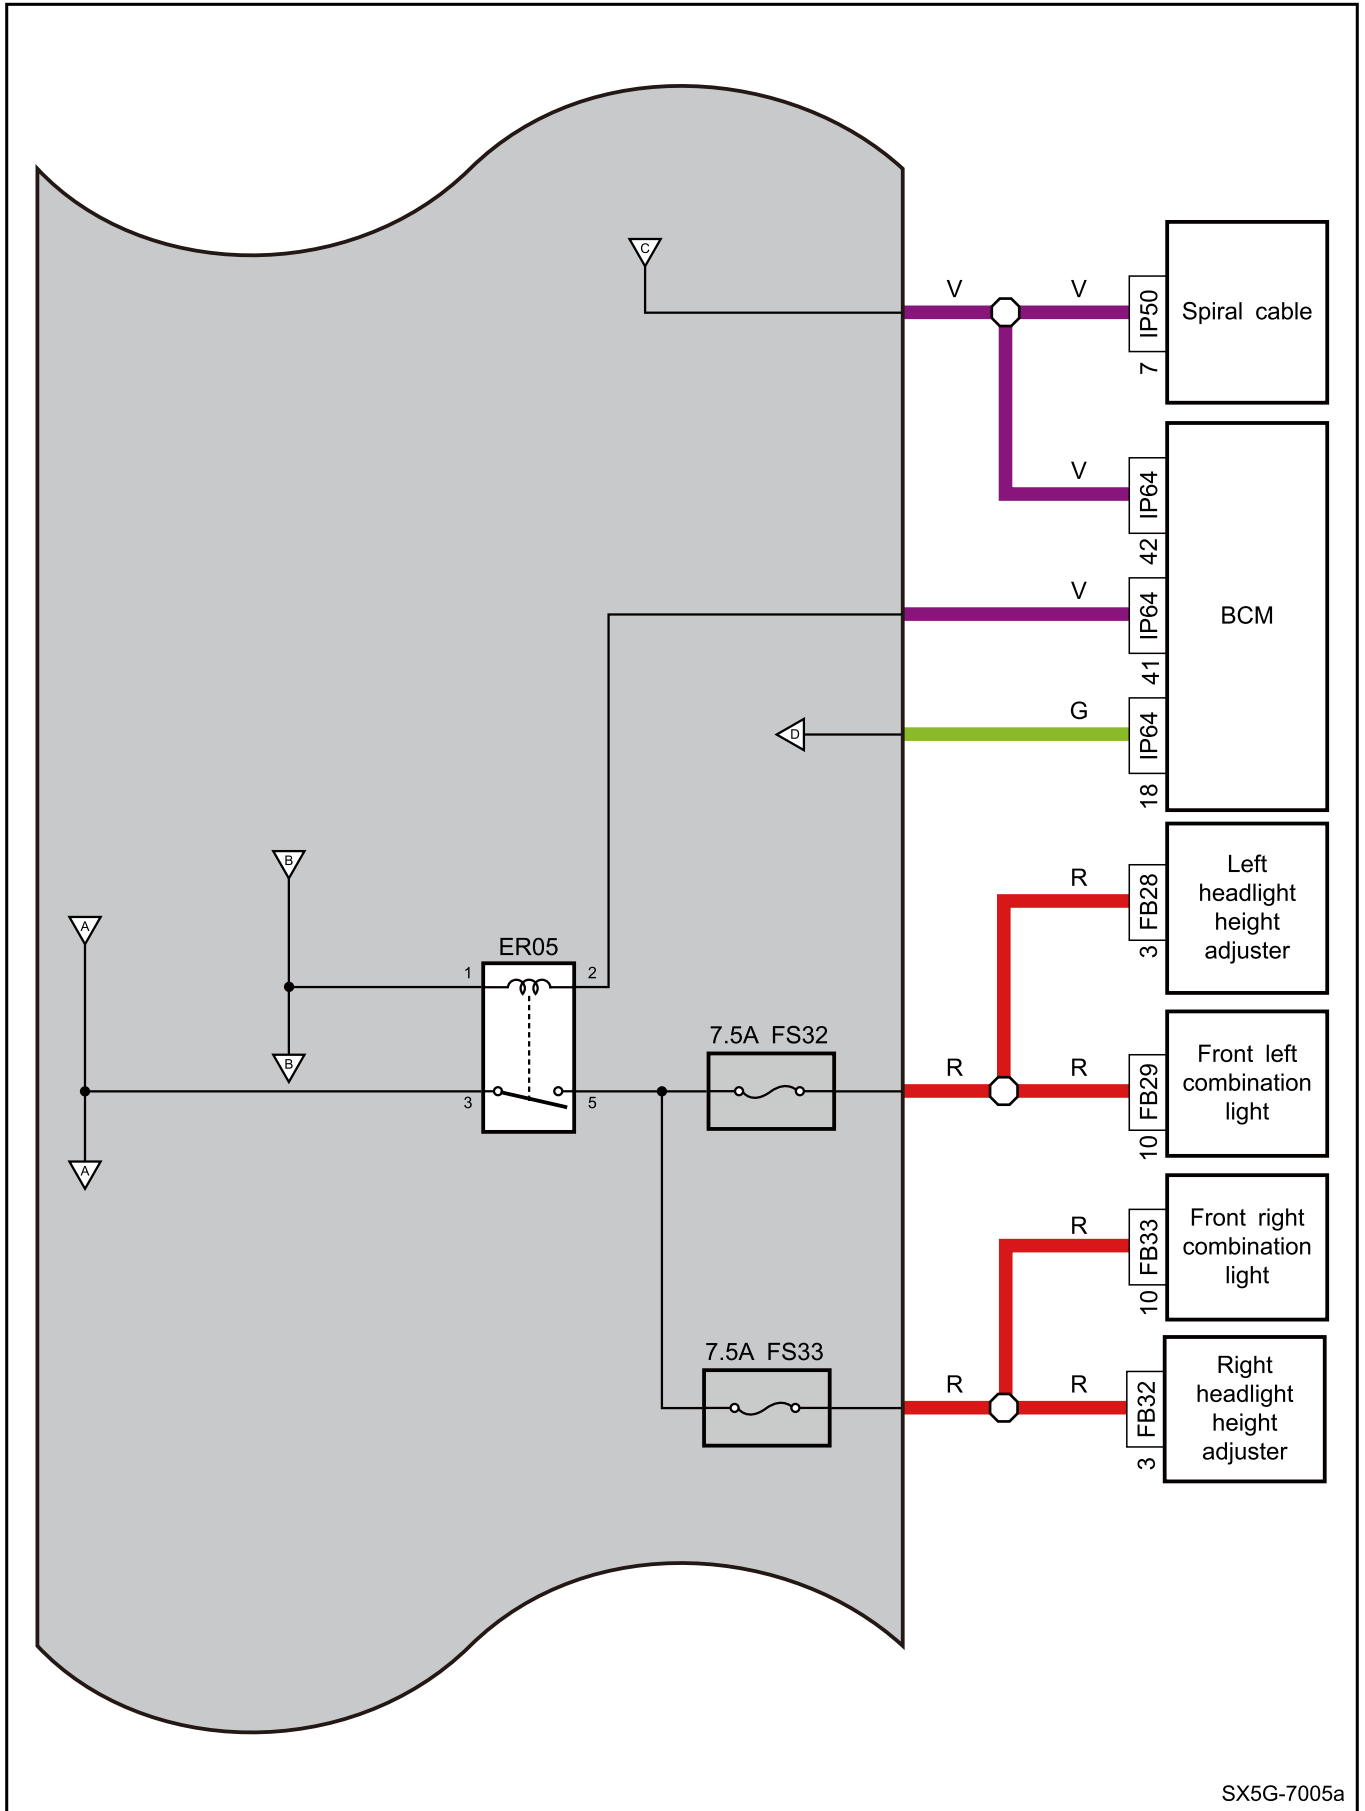 C
V
V
IP50
7
Spiral cable
V
IP64
42
V
IP64
41
BCM
D
G
IP64
18
B
A
B
A
ER05
1
2
3
5
7.5A FS32
R
FB28
3
Left
headlight
height
adjuster
R
R
FB29
10
Front left
combination
light
R
FB33
10
Front right
combination
light
7.5A FS33
R
R
FB32
3
Right
headlight
height
adjuster
SX5G-7005a